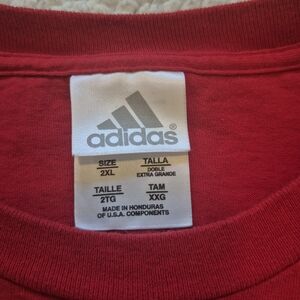 adidas®
SIZE TALLA
2XL DOBLE
EXTRA GRANDE
TAILLE TAM
2TG XXG
MADE IN HONDURAS
OF U.S.A. COMPONENTS